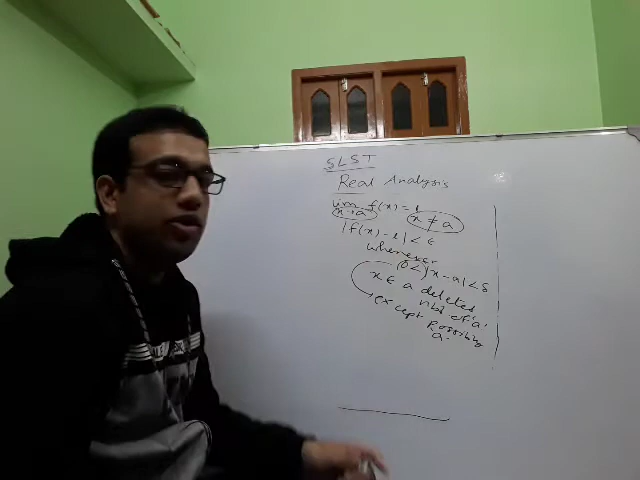 SLST
Real Analysis
lim f(x) = l
x→a x ≠ a
|f(x) - l| < ε
whenever
0 < |x - a| < δ
x ∈ a deleted
nbd of 'a'
except possibly
a.